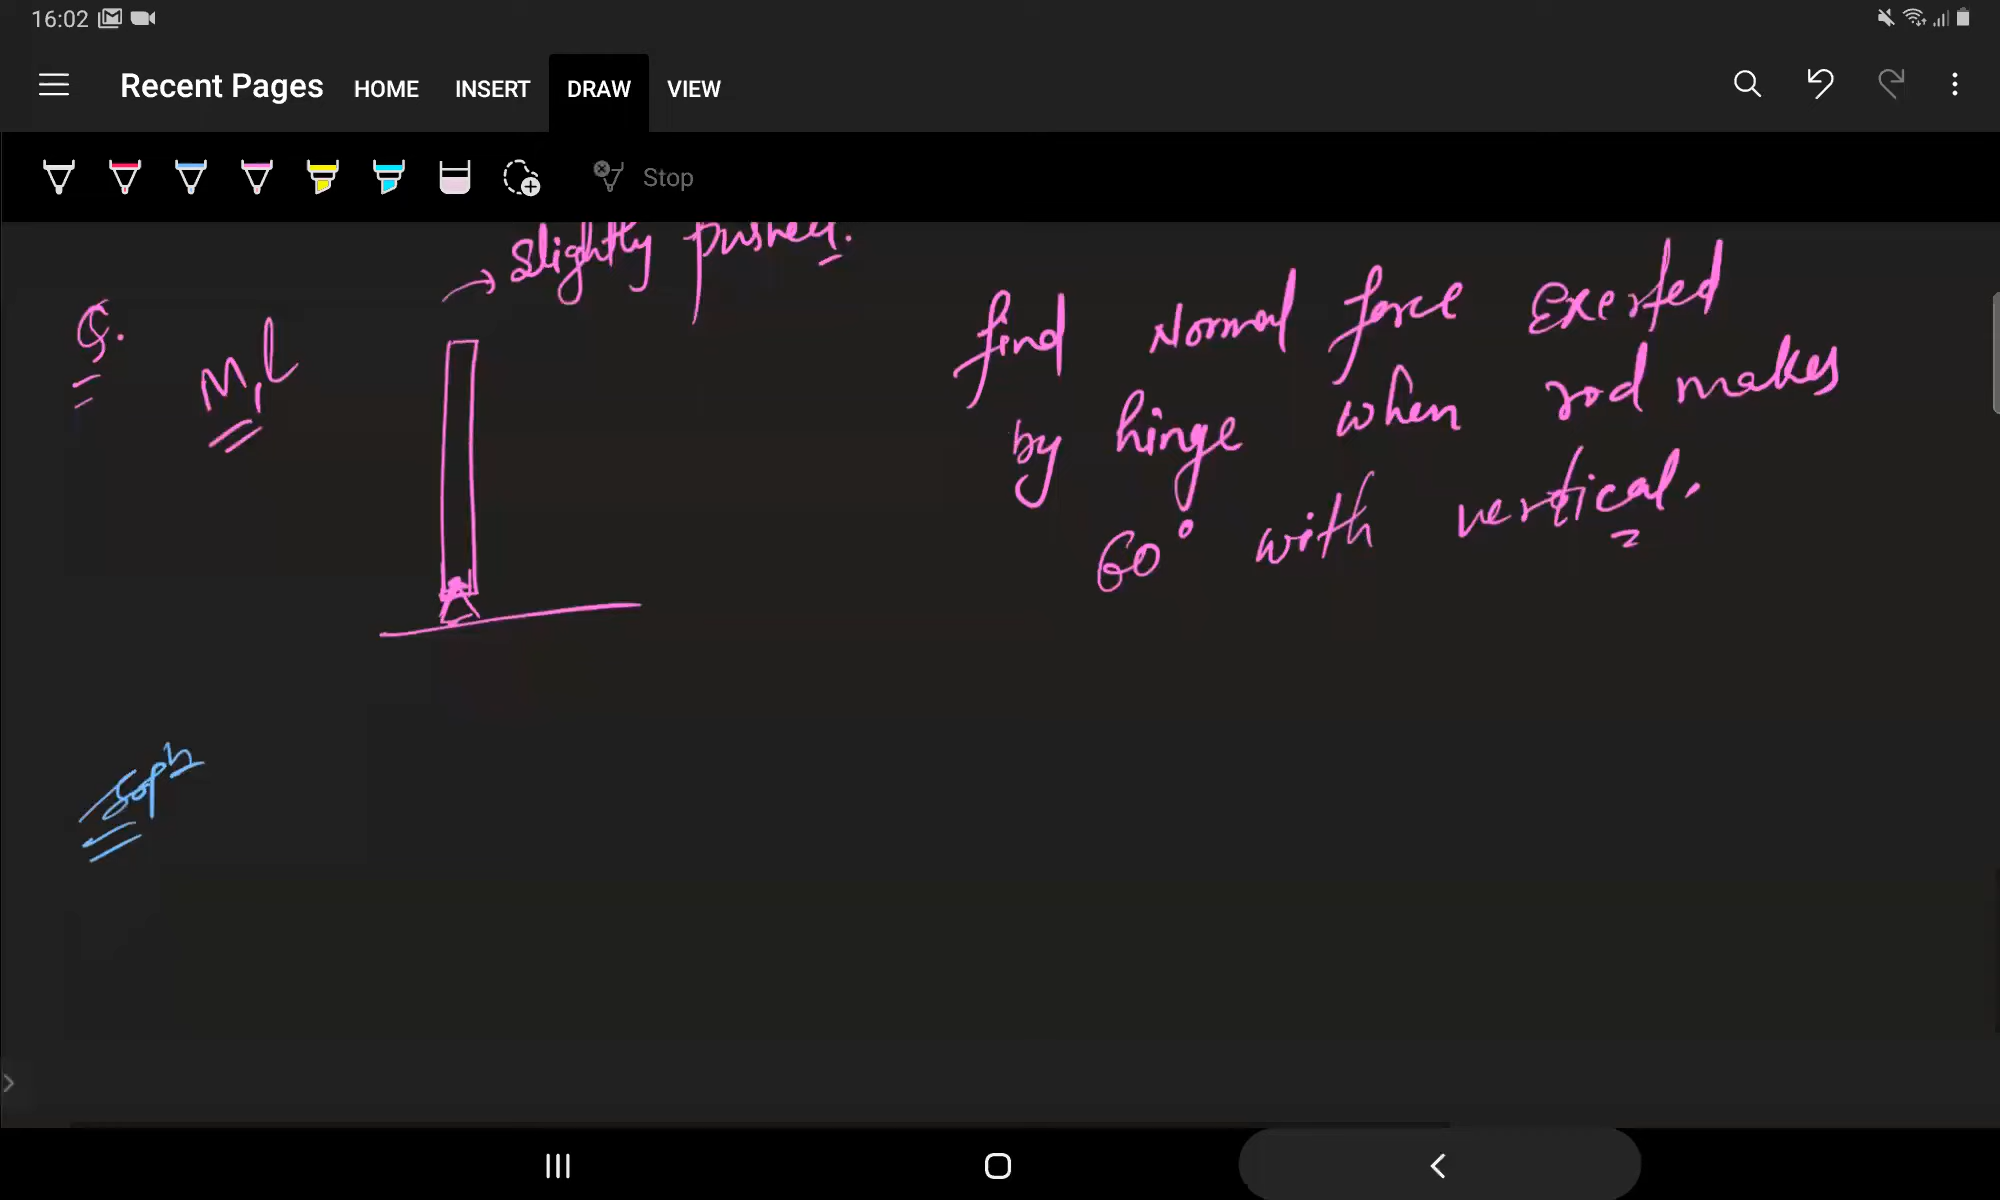 16:02
Recent Pages HOME INSERT DRAW VIEW
Stop
slightly pushed.
Q.
M, l
find Normal force exerted
by hinge when rod makes
60° with vertical.
Sol^n